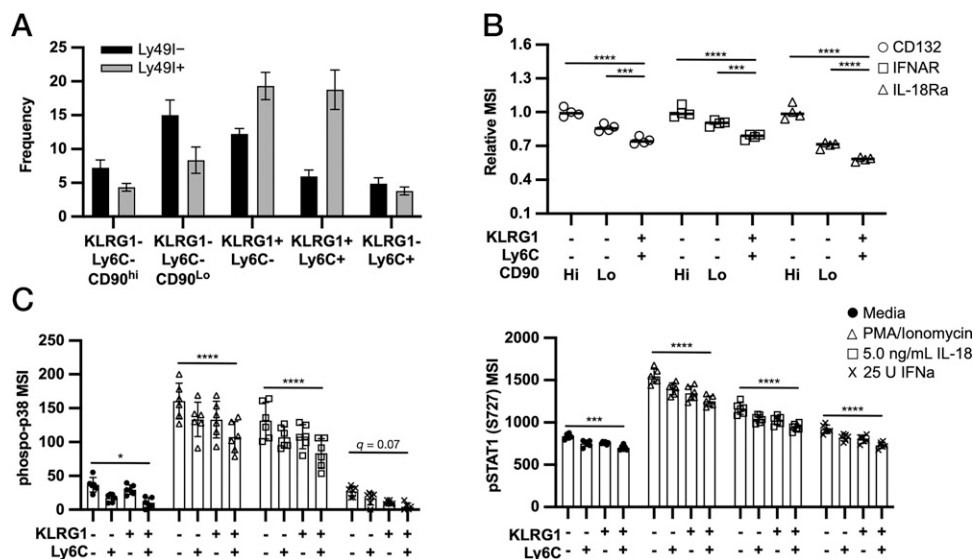 A
Ly49I−
Ly49I+
Frequency
25
20
15
10
5
0
KLRG1- KLRG1- KLRG1+ KLRG1+ KLRG1-
Ly6C- Ly6C- Ly6C- Ly6C+ Ly6C+
CD90hi CD90Lo
B
CD132
IFNAR
IL-18Ra
Relative MSI
1.6
1.3
1.0
0.7
0.4
0.1
**** **** ****
*** *** ****
KLRG1 - - + - - + - - +
Ly6C - - + - - + - - +
CD90 Hi Lo Hi Lo Hi Lo
C
phospo-p38 MSI
250
200
150
100
50
0
* **** **** q = 0.07
KLRG1 - - + + - - + + - - + + - - + +
Ly6C - + - + - + - + - + - + - + - +
Media
PMA/Ionomycin
5.0 ng/mL IL-18
25 U IFNa
pSTAT1 (S727) MSI
2000
1500
1000
500
0
*** **** **** ****
KLRG1 - - + + - - + + - - + + - - + +
Ly6C - + - + - + - + - + - + - + - +